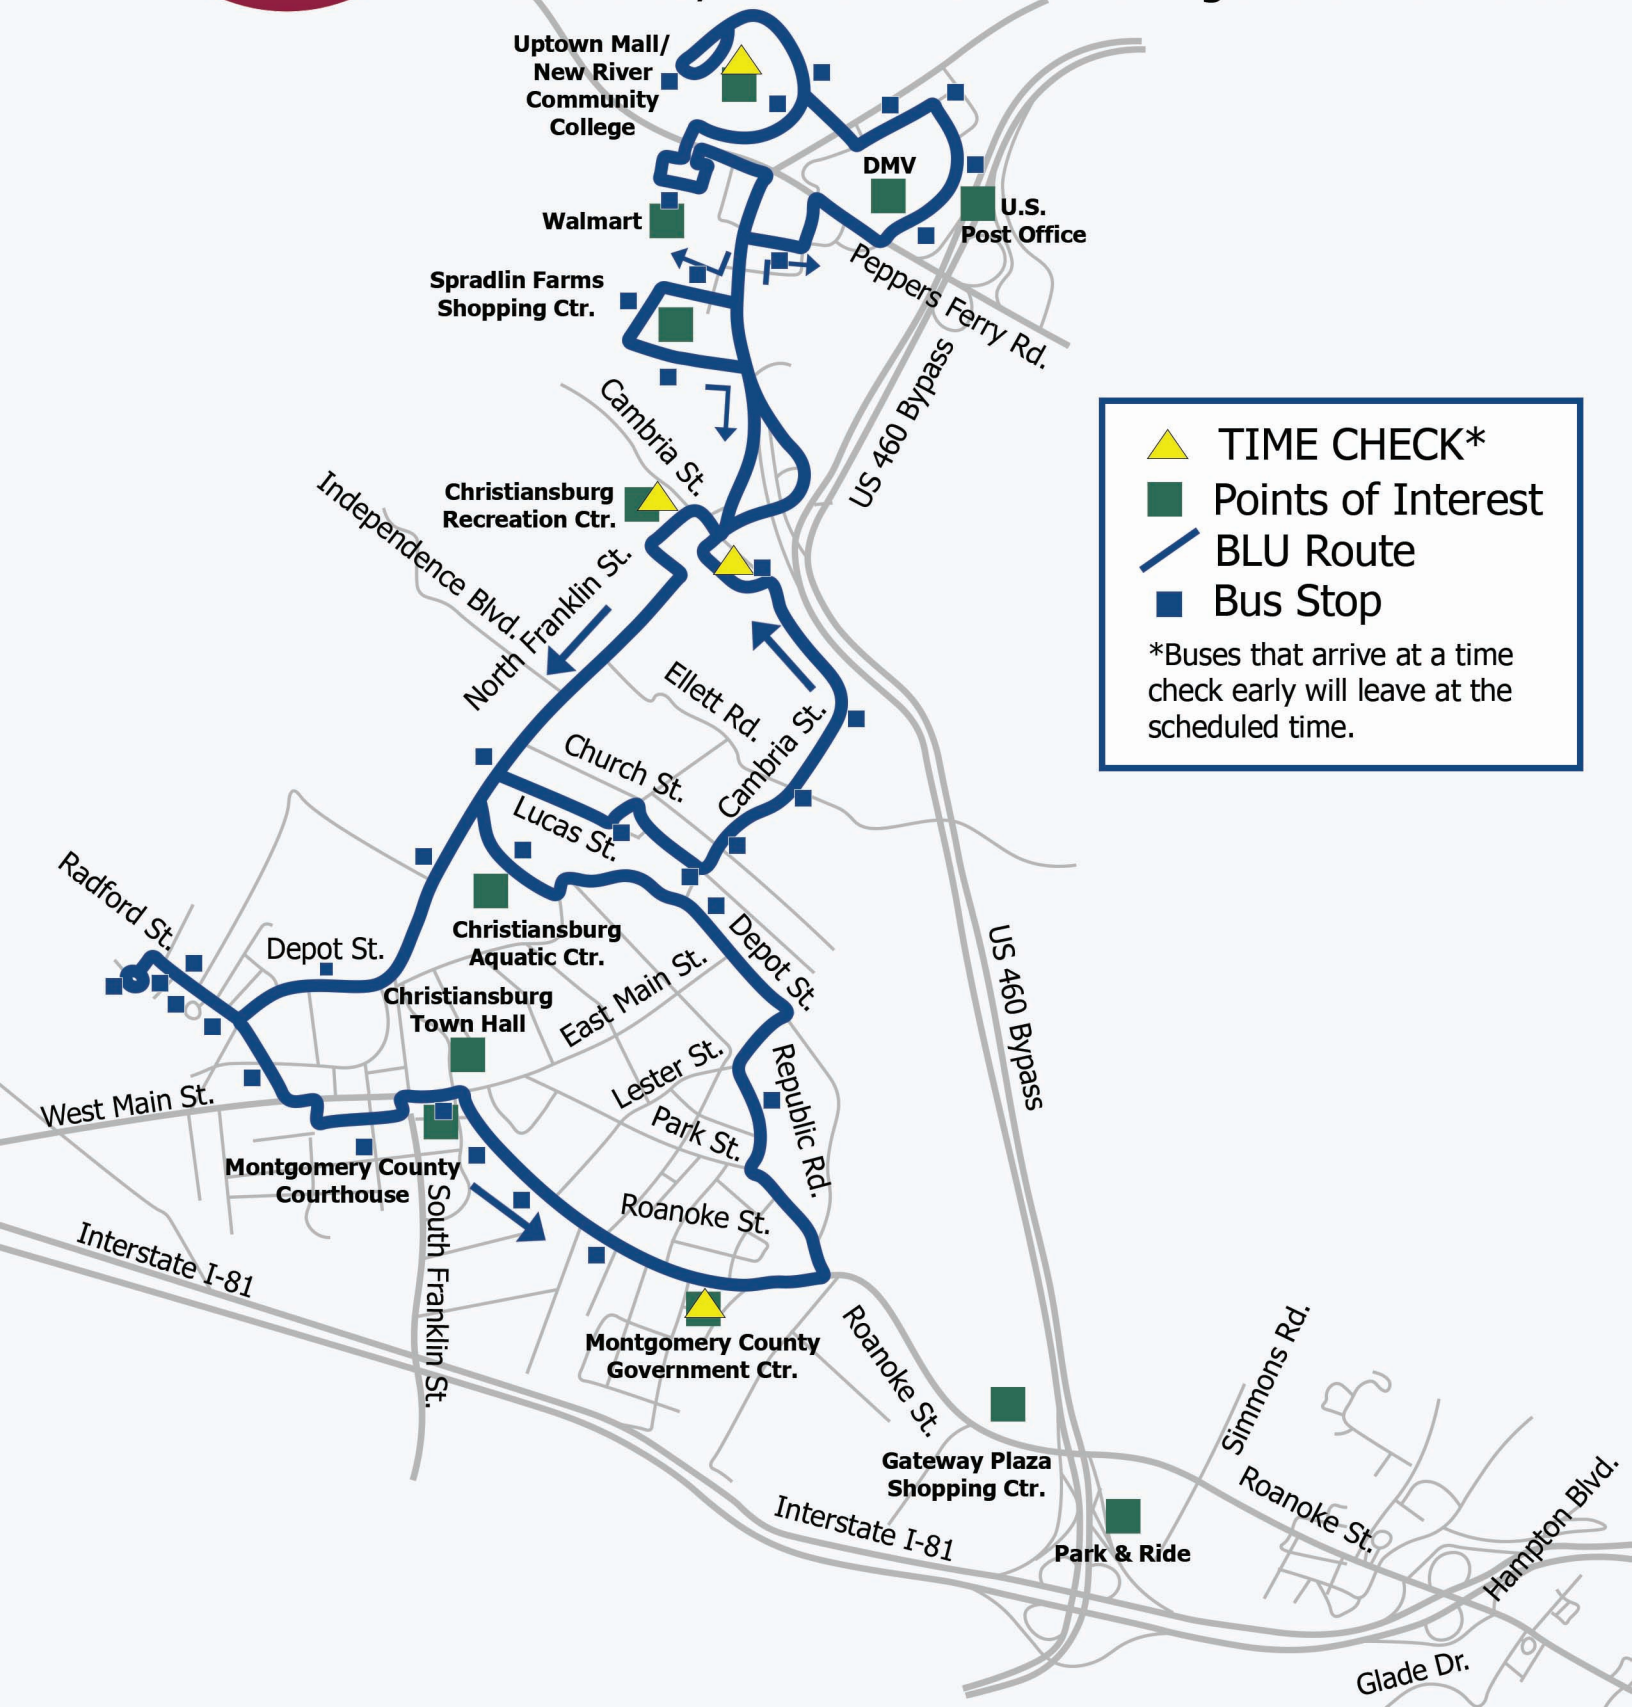 Uptown Mall/
New River
Community
College
DMV
Walmart
U.S.
Post Office
Peppers Ferry Rd.
Spradlin Farms
Shopping Ctr.
US 460 Bypass
Cambria St.
TIME CHECK*
Points of Interest
BLU Route
Bus Stop
*Buses that arrive at a time
check early will leave at the
scheduled time.
Independence Blvd.
Christiansburg
Recreation Ctr.
North Franklin St.
Ellett Rd.
Cambria St.
Church St.
Lucas St.
Radford St.
Depot St.
Christiansburg
Aquatic Ctr.
Depot St.
US 460 Bypass
Christiansburg
Town Hall
East Main St.
Lester St.
Republic Rd.
West Main St.
Park St.
Montgomery County
Courthouse
South Franklin St.
Roanoke St.
Interstate I-81
Montgomery County
Government Ctr.
Roanoke St.
Simmons Rd.
Gateway Plaza
Shopping Ctr.
Roanoke St.
Hampton Blvd.
Interstate I-81
Park & Ride
Glade Dr.